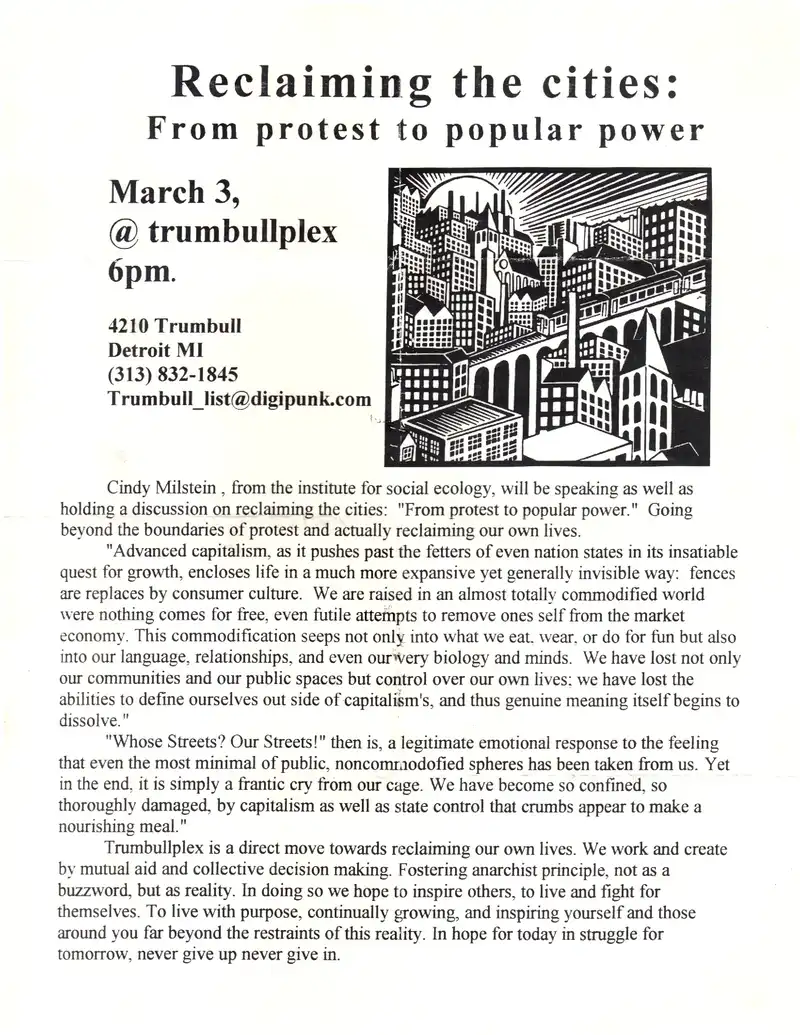 Reclaiming the cities:
From protest to popular power
March 3,
@ trumbullplex
6pm.
4210 Trumbull
Detroit MI
(313) 832-1845
Trumbull_list@digipunk.com
Cindy Milstein , from the institute for social ecology, will be speaking as well as
holding a discussion on reclaiming the cities: "From protest to popular power." Going
beyond the boundaries of protest and actually reclaiming our own lives.
"Advanced capitalism, as it pushes past the fetters of even nation states in its insatiable
quest for growth, encloses life in a much more expansive yet generally invisible way: fences
are replaces by consumer culture. We are raised in an almost totally commodified world
were nothing comes for free, even futile attempts to remove ones self from the market
economy. This commodification seeps not only into what we eat, wear, or do for fun but also
into our language, relationships, and even our very biology and minds. We have lost not only
our communities and our public spaces but control over our own lives; we have lost the
abilities to define ourselves out side of capitalism's, and thus genuine meaning itself begins to
dissolve."
"Whose Streets? Our Streets!" then is, a legitimate emotional response to the feeling
that even the most minimal of public, noncommodofied spheres has been taken from us. Yet
in the end, it is simply a frantic cry from our cage. We have become so confined, so
thoroughly damaged, by capitalism as well as state control that crumbs appear to make a
nourishing meal."
Trumbullplex is a direct move towards reclaiming our own lives. We work and create
by mutual aid and collective decision making. Fostering anarchist principle, not as a
buzzword, but as reality. In doing so we hope to inspire others, to live and fight for
themselves. To live with purpose, continually growing, and inspiring yourself and those
around you far beyond the restraints of this reality. In hope for today in struggle for
tomorrow, never give up never give in.